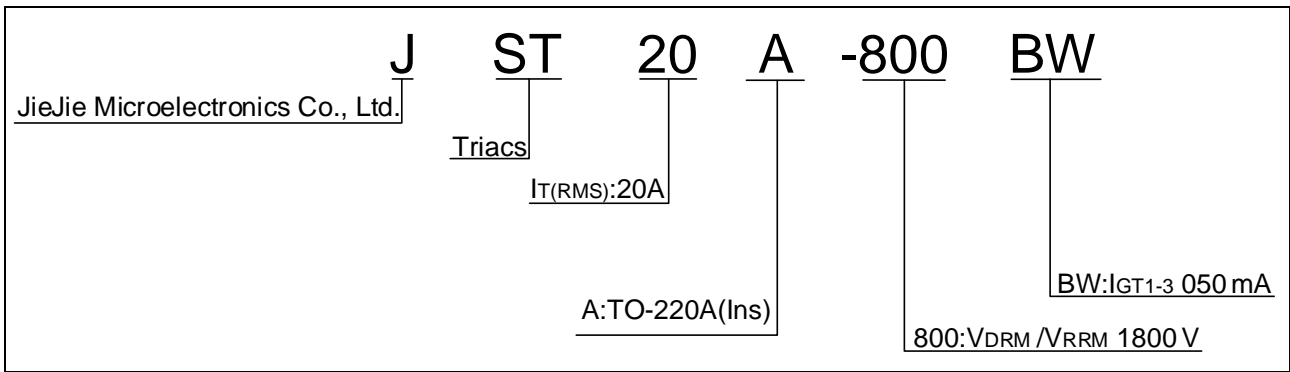 J ST 20 A -800 BW
JieJie Microelectronics Co., Ltd.
Triacs
IT(RMS):20A
BW:IGT1-3 050 mA
A:TO-220A(Ins)
800:VDRM /VRRM 1800 V